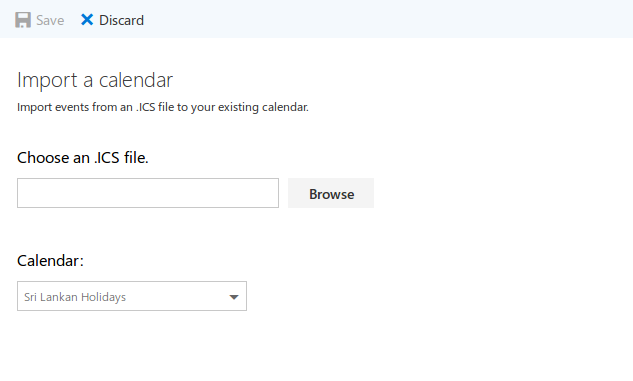 Save Discard
Import a calendar
Import events from an .ICS file to your existing calendar.
Choose an .ICS file.
Browse
Calendar:
Sri Lankan Holidays